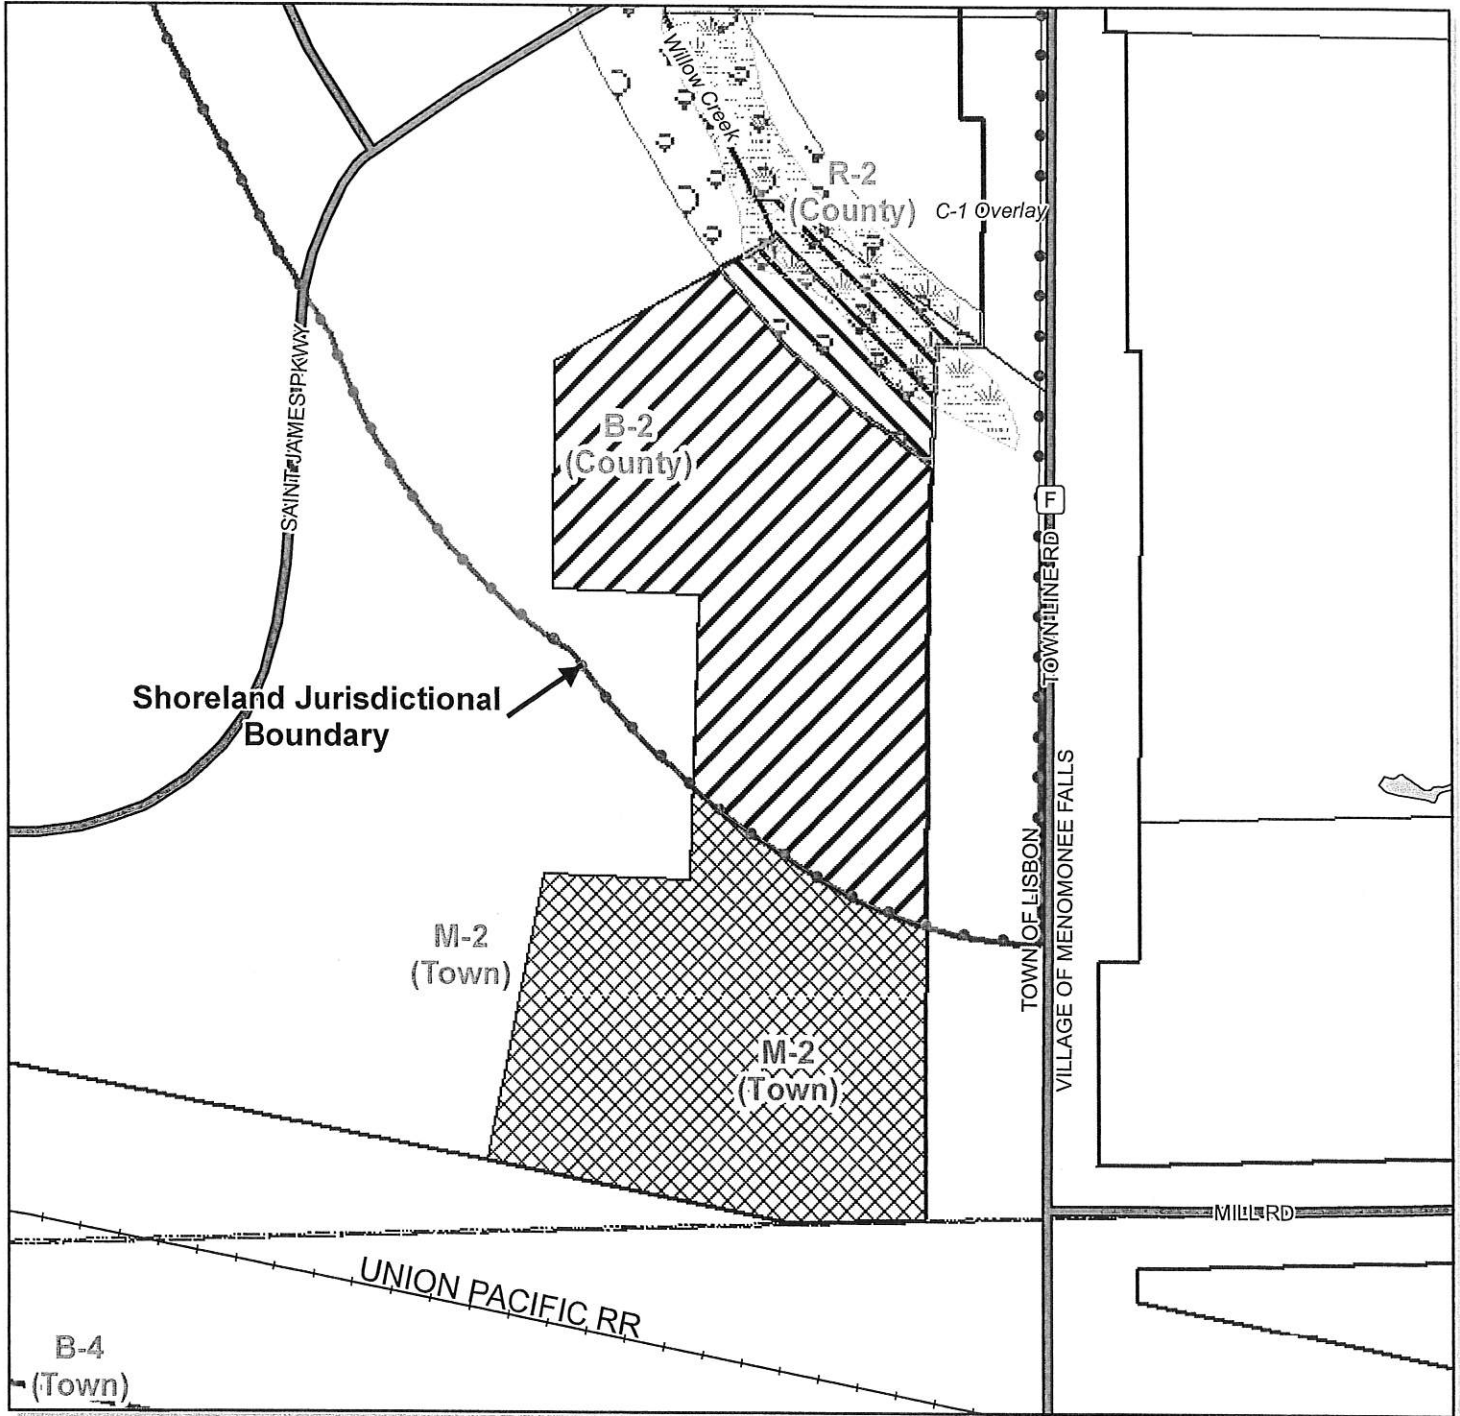 Willow Creek
R-2
(County)
C-1 Overlay
SAINT JAMES PKWY
B-2
(County)
F
TOWN LINE RD
Shoreland Jurisdictional
Boundary
TOWN OF LISBON
VILLAGE OF MENOMONEE FALLS
M-2
(Town)
M-2
(Town)
MILL RD
UNION PACIFIC RR
B-4
(Town)